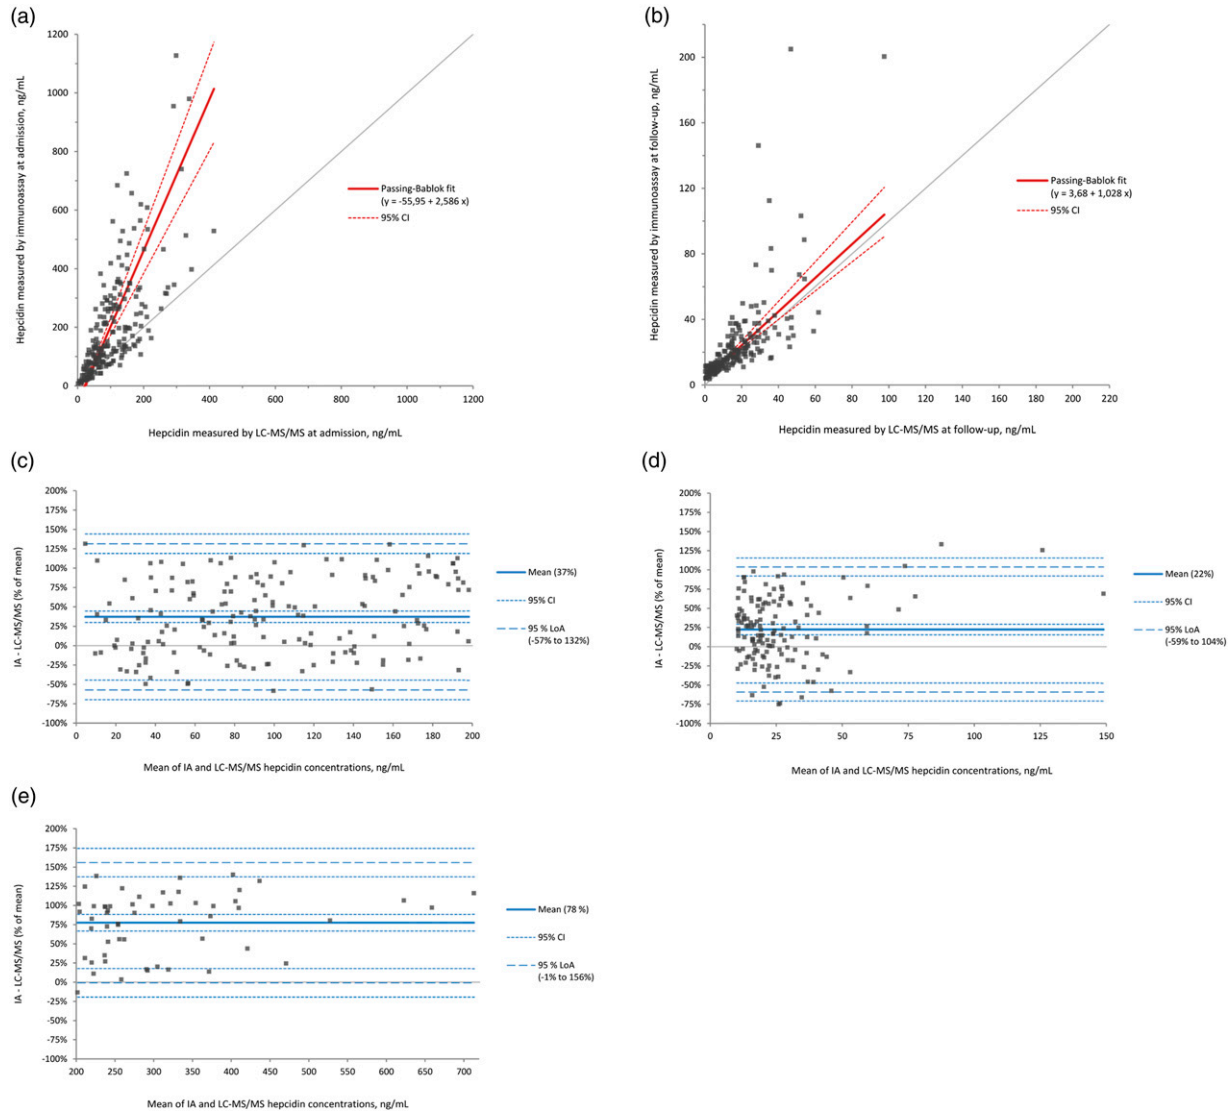 (a)
1200
1000
800
600
400
200
0
Hepcidin measured by immunoassay at admission, ng/mL
0 200 400 600 800 1000 1200
Hepcidin measured by LC-MS/MS at admission, ng/mL
Passing-Bablok fit
(y = -55,95 + 2,586 x)
95% CI
(b)
200
160
120
80
40
0
Hepcidin measured by immunoassay at follow-up, ng/mL
0 20 40 60 80 100 120 140 160 180 200 220
Hepcidin measured by LC-MS/MS at follow-up, ng/mL
Passing-Bablok fit
(y = 3,68 + 1,028 x)
95% CI
(c)
200%
175%
150%
125%
100%
75%
50%
25%
0%
-25%
-50%
-75%
-100%
IA - LC-MS/MS (% of mean)
0 20 40 60 80 100 120 140 160 180 200
Mean of IA and LC-MS/MS hepcidin concentrations, ng/mL
Mean (37%)
95% CI
95 % LoA
(-57% to 132%)
(d)
200%
175%
150%
125%
100%
75%
50%
25%
0%
-25%
-50%
-75%
-100%
IA - LC-MS/MS (% of mean)
0 25 50 75 100 125 150
Mean of IA and LC-MS/MS hepcidin concentrations, ng/mL
Mean (22%)
95% CI
95% LoA
(-59% to 104%)
(e)
200%
175%
150%
125%
100%
75%
50%
25%
0%
-25%
-50%
-75%
-100%
IA - LC-MS/MS (% of mean)
200 250 300 350 400 450 500 550 600 650 700
Mean of IA and LC-MS/MS hepcidin concentrations, ng/mL
Mean (78 %)
95% CI
95 % LoA
(-1% to 156%)